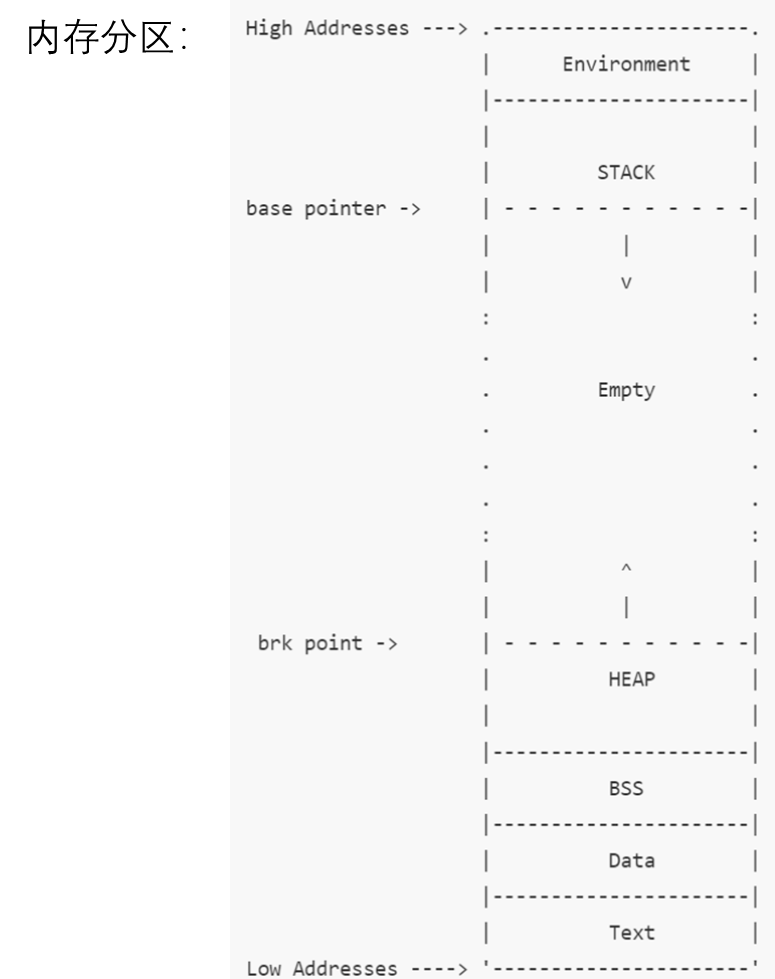 内存分区：
High Addresses ---> .----------------------.
|      Environment     |
|----------------------|
|                      |
|         STACK        |
base pointer ->     | - - - - - - - - - - -|
|           |          |
|           v          |
:                      :
.                      .
.         Empty        .
.                      .
.                      .
.                      .
:                      :
|           ^          |
|           |          |
brk point ->       | - - - - - - - - - - -|
|          HEAP        |
|                      |
|----------------------|
|          BSS         |
|----------------------|
|          Data        |
|----------------------|
|          Text        |
Low Addresses ----> '----------------------'